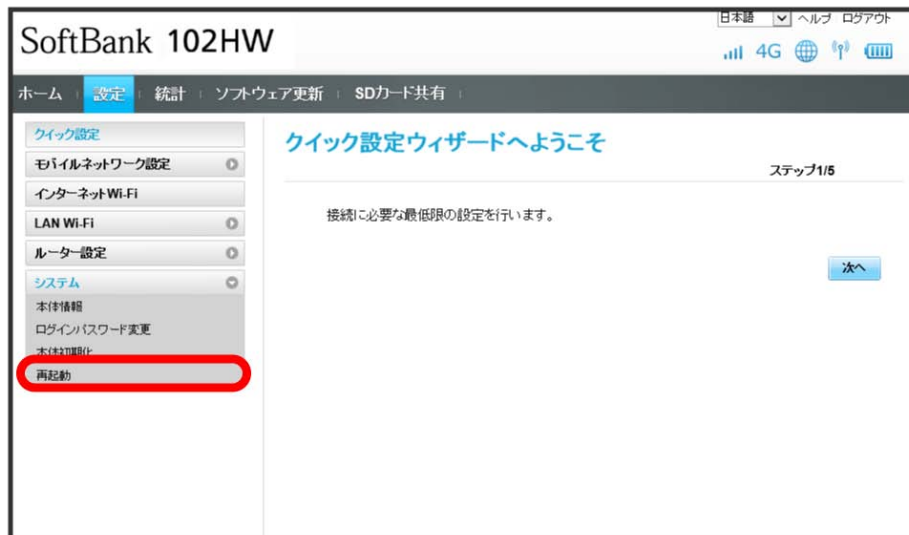 日本語 ヘルプ ログアウト
SoftBank 102HW
4G
ホーム 設定 統計 ソフトウェア更新 SDカード共有
クイック設定
モバイルネットワーク設定
インターネットWi-Fi
LAN Wi-Fi
ルーター設定
システム
本体情報
ログインパスワード変更
本体初期化
再起動
クイック設定ウィザードへようこそ
ステップ1/5
接続に必要な最低限の設定を行います。
次へ